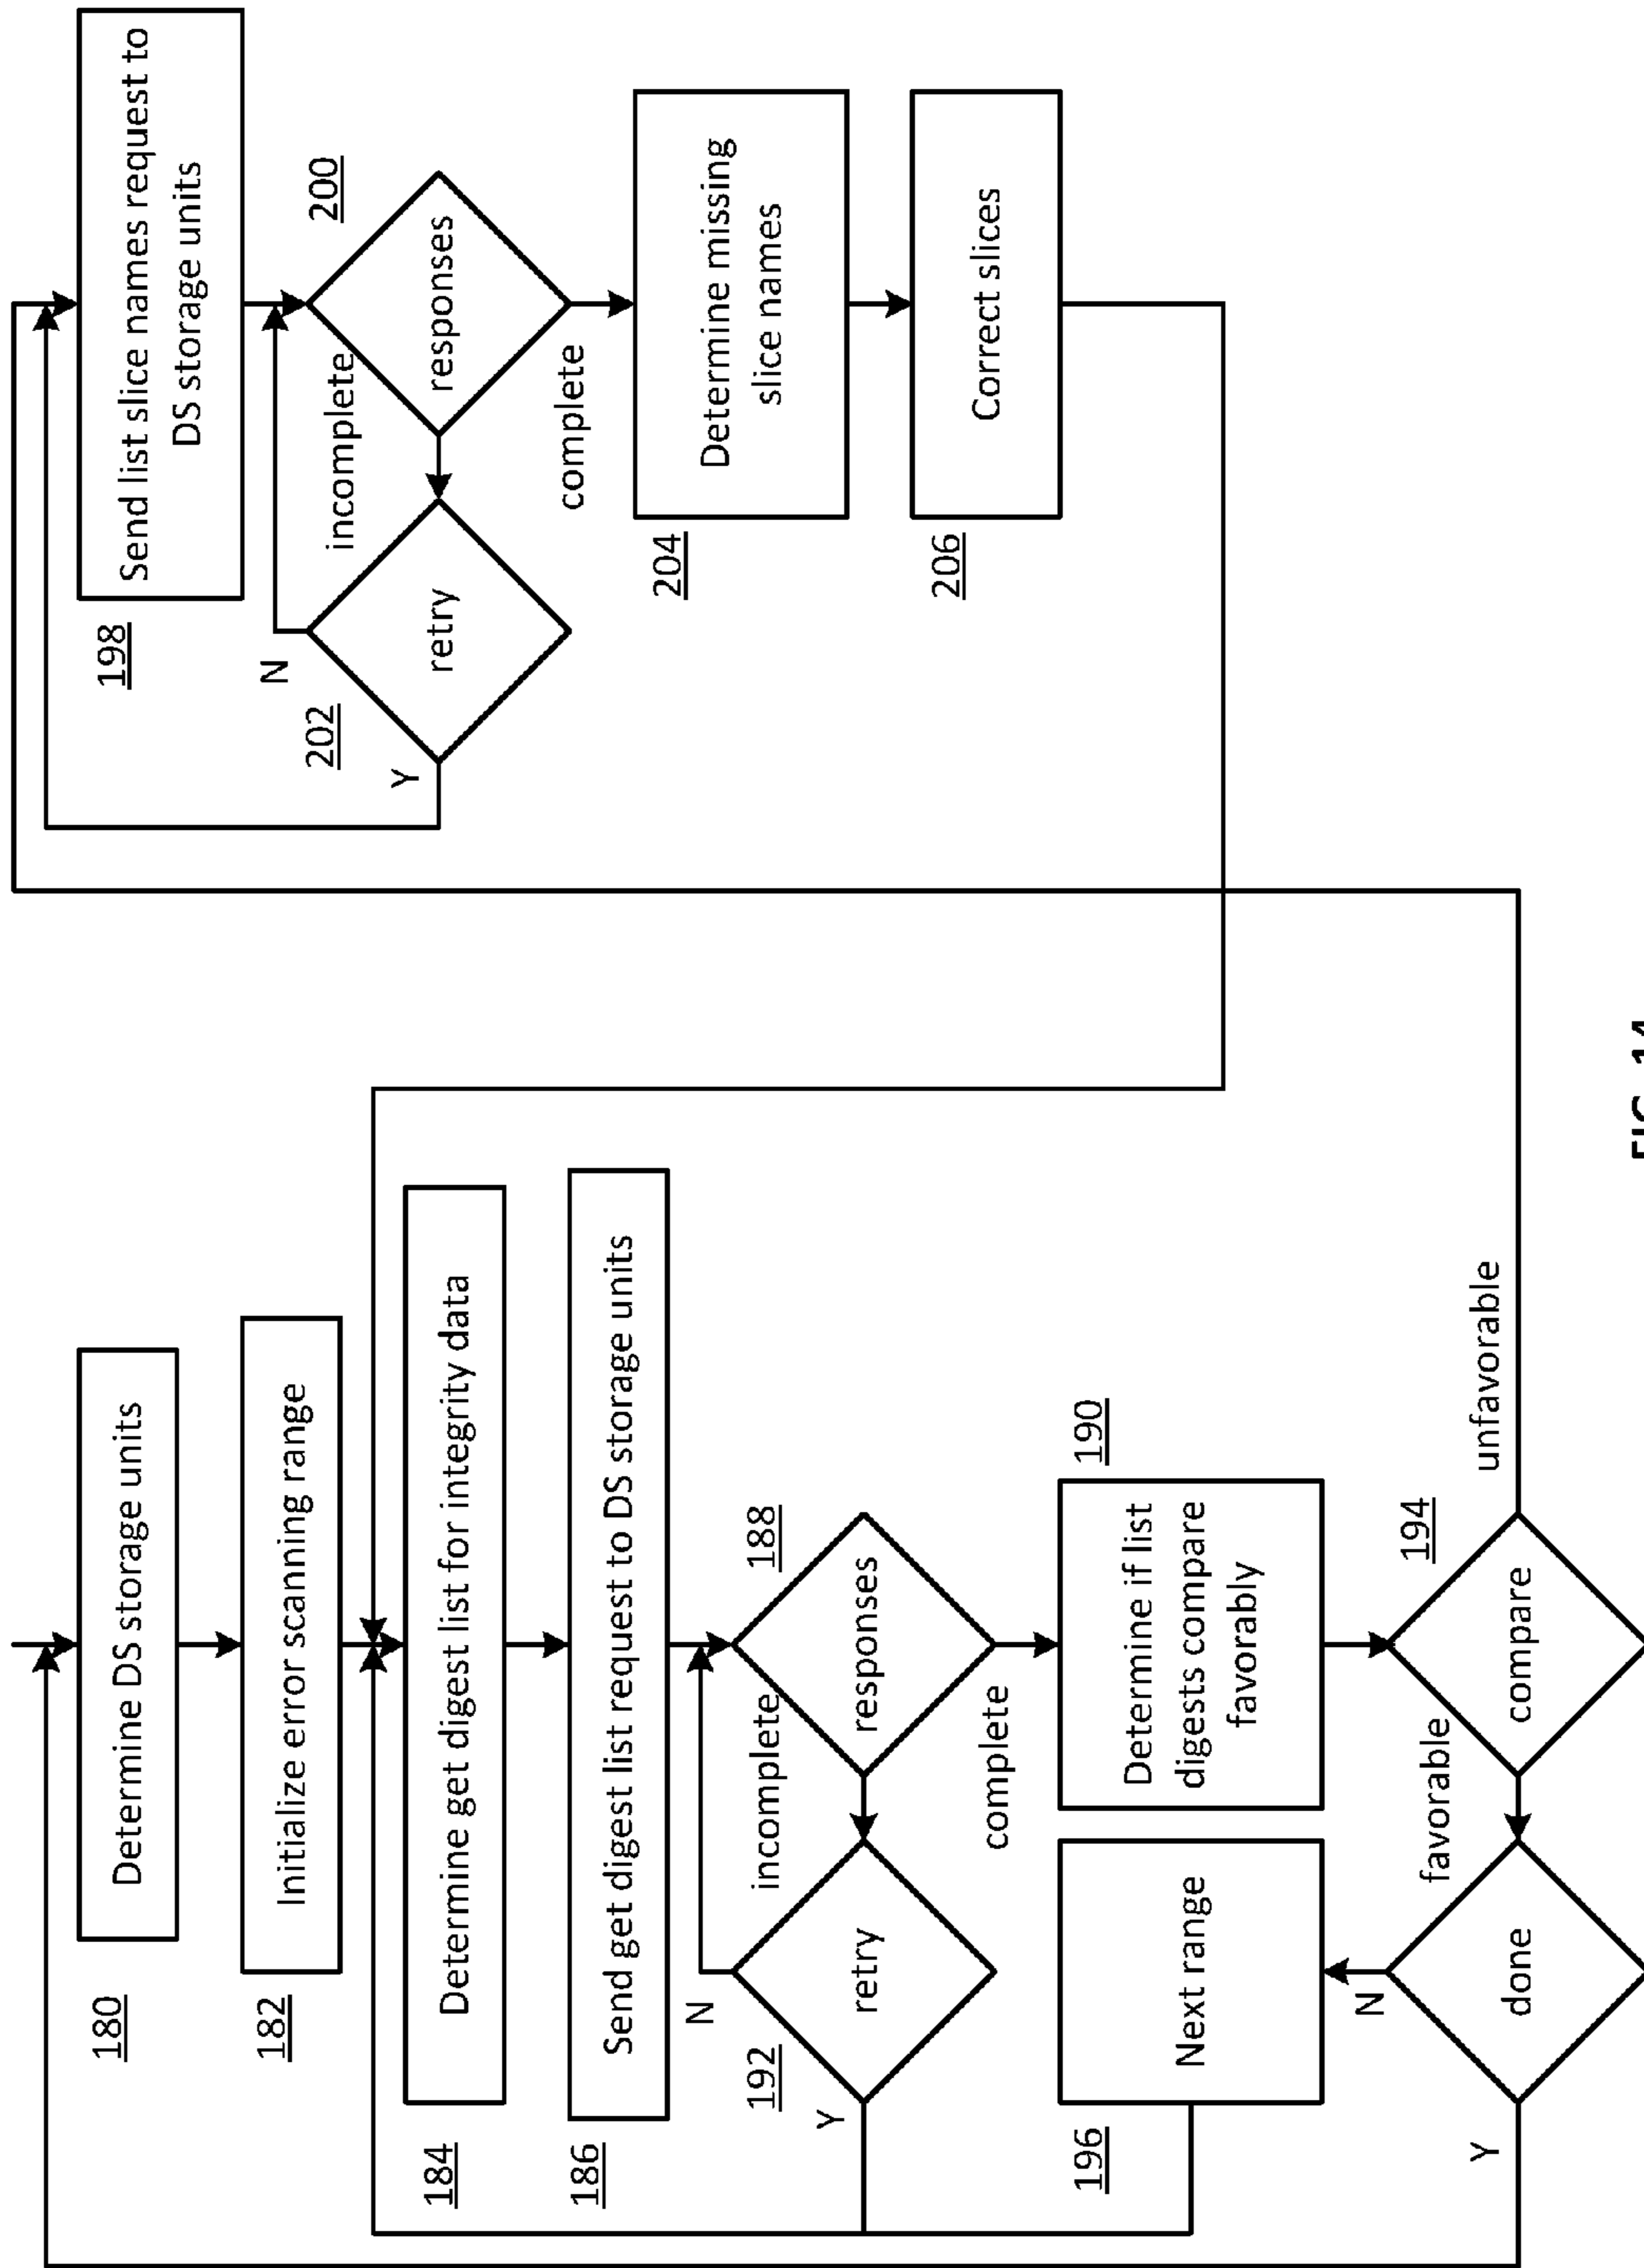 180
Determine DS storage units
182
Initialize error scanning range
184
Determine get digest list for integrity data
186
Send get digest list request to DS storage units
188
responses
incomplete
complete
192
retry
N
Y
190
Determine if list
digests compare
favorably
196
Next range
194
compare
favorable
unfavorable
done
N
Y
198
Send list slice names request to
DS storage units
200
responses
incomplete
complete
202
retry
N
Y
204
Determine missing
slice names
206
Correct slices
FIG. 14